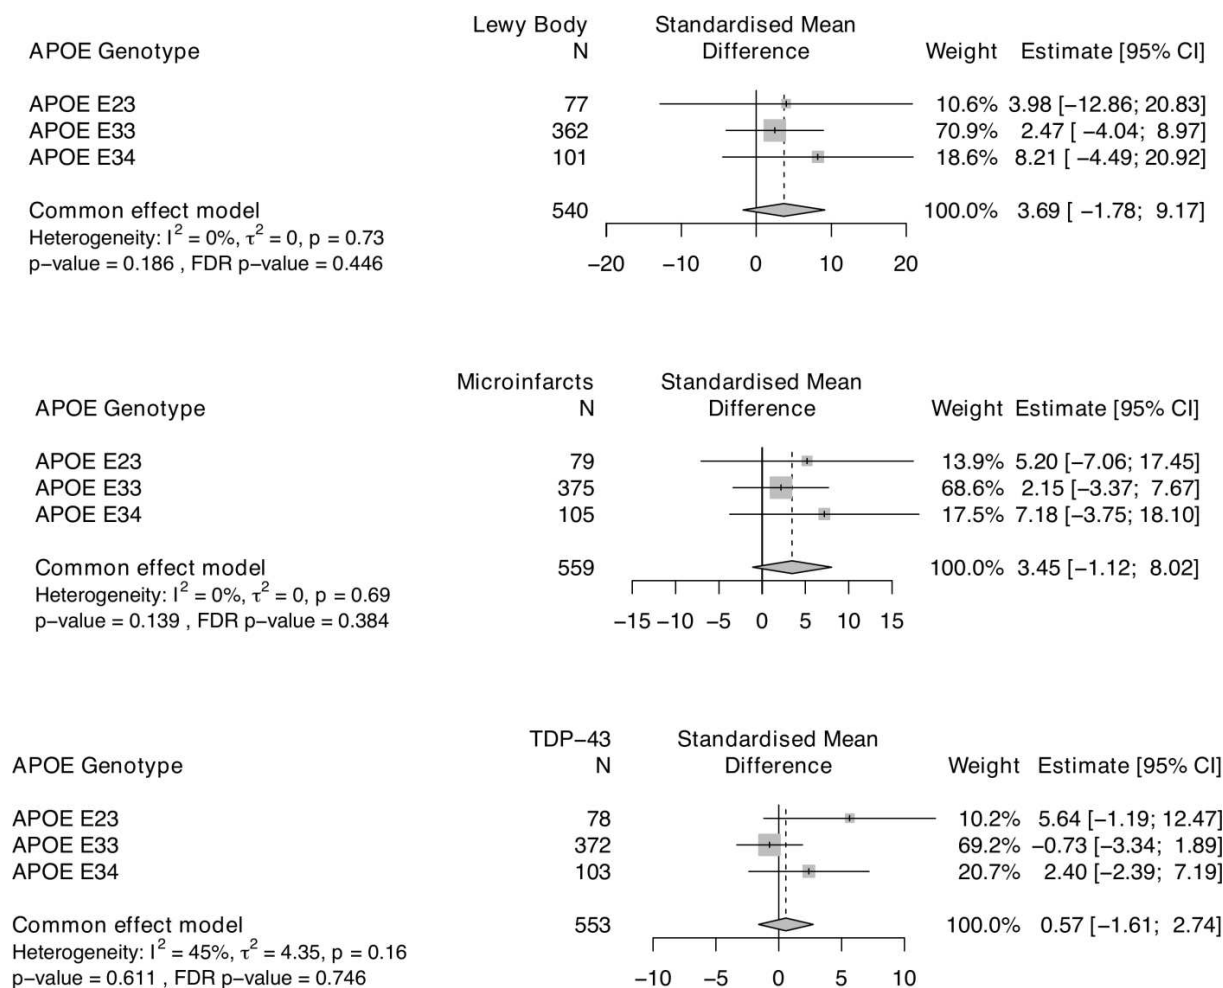 Lewy Body Standardised Mean
APOE Genotype N Difference Weight Estimate [95% CI]
APOE E23 77 10.6% 3.98 [−12.86; 20.83]
APOE E33 362 70.9% 2.47 [ −4.04; 8.97]
APOE E34 101 18.6% 8.21 [ −4.49; 20.92]
Common effect model 540 100.0% 3.69 [ −1.78; 9.17]
Heterogeneity: I² = 0%, τ² = 0, p = 0.73
p−value = 0.186 , FDR p−value = 0.446
−20 −10 0 10 20
Microinfarcts Standardised Mean
APOE Genotype N Difference Weight Estimate [95% CI]
APOE E23 79 13.9% 5.20 [−7.06; 17.45]
APOE E33 375 68.6% 2.15 [−3.37; 7.67]
APOE E34 105 17.5% 7.18 [−3.75; 18.10]
Common effect model 559 100.0% 3.45 [−1.12; 8.02]
Heterogeneity: I² = 0%, τ² = 0, p = 0.69
p−value = 0.139 , FDR p−value = 0.384
−15 −10 −5 0 5 10 15
TDP−43 Standardised Mean
APOE Genotype N Difference Weight Estimate [95% CI]
APOE E23 78 10.2% 5.64 [−1.19; 12.47]
APOE E33 372 69.2% −0.73 [−3.34; 1.89]
APOE E34 103 20.7% 2.40 [−2.39; 7.19]
Common effect model 553 100.0% 0.57 [−1.61; 2.74]
Heterogeneity: I² = 45%, τ² = 4.35, p = 0.16
p−value = 0.611 , FDR p−value = 0.746
−10 −5 0 5 10